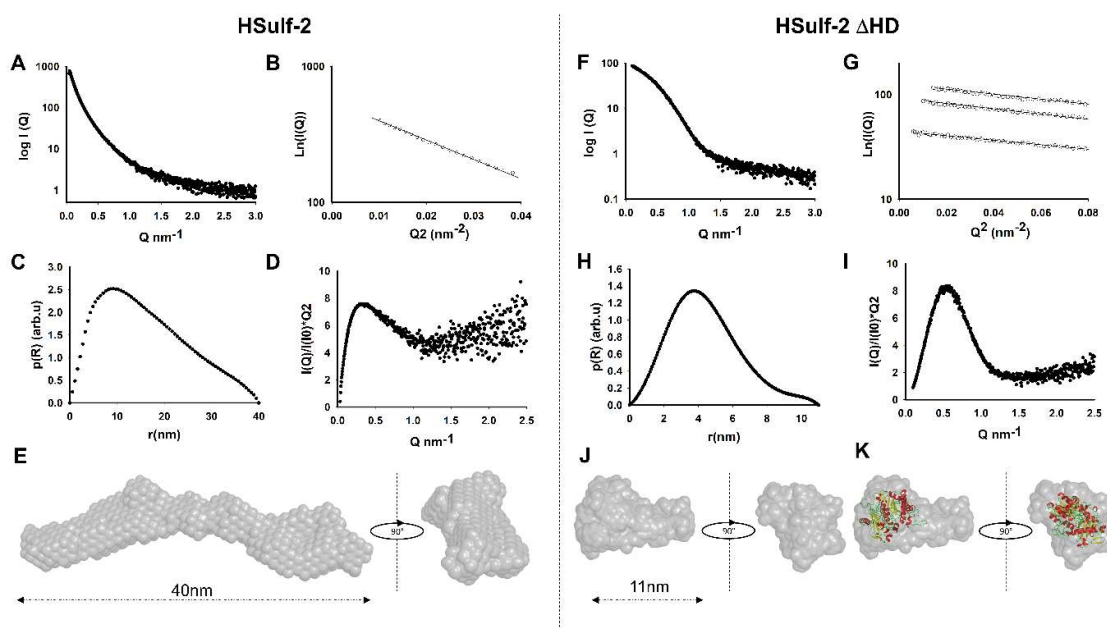 HSulf-2
HSulf-2 ΔHD
A
1000
100
10
5
1
log I (Q)
0.0 0.5 1.0 1.5 2.0 2.5 3.0
Q nm-1
B
1000
100
Ln(I(Q))
0.00 0.01 0.02 0.03 0.04
Q2 (nm-2)
F
100
10
1
0.1
log I (Q)
0.0 0.5 1.0 1.5 2.0 2.5 3.0
Q nm-1
G
100
10
Ln(I(Q))
0.00 0.02 0.04 0.06 0.08
Q2 (nm-2)
C
3.0
2.5
2.0
1.5
1.0
0.5
0.0
p(R) (arb.u)
0 10 20 30 40
r(nm)
D
10
8
6
4
2
0
I(Q)/I(I0)*Q2
0.0 0.5 1.0 1.5 2.0 2.5
Q nm-1
H
1.6
1.4
1.2
1.0
0.8
0.6
0.4
0.2
0.0
p(R) (arb.u)
0 2 4 6 8 10
r(nm)
I
10
8
6
4
2
0
I(Q)/I(I0)*Q2
0.0 0.5 1.0 1.5 2.0 2.5
Q nm-1
E
90°
40nm
J
90°
11nm
K
90°